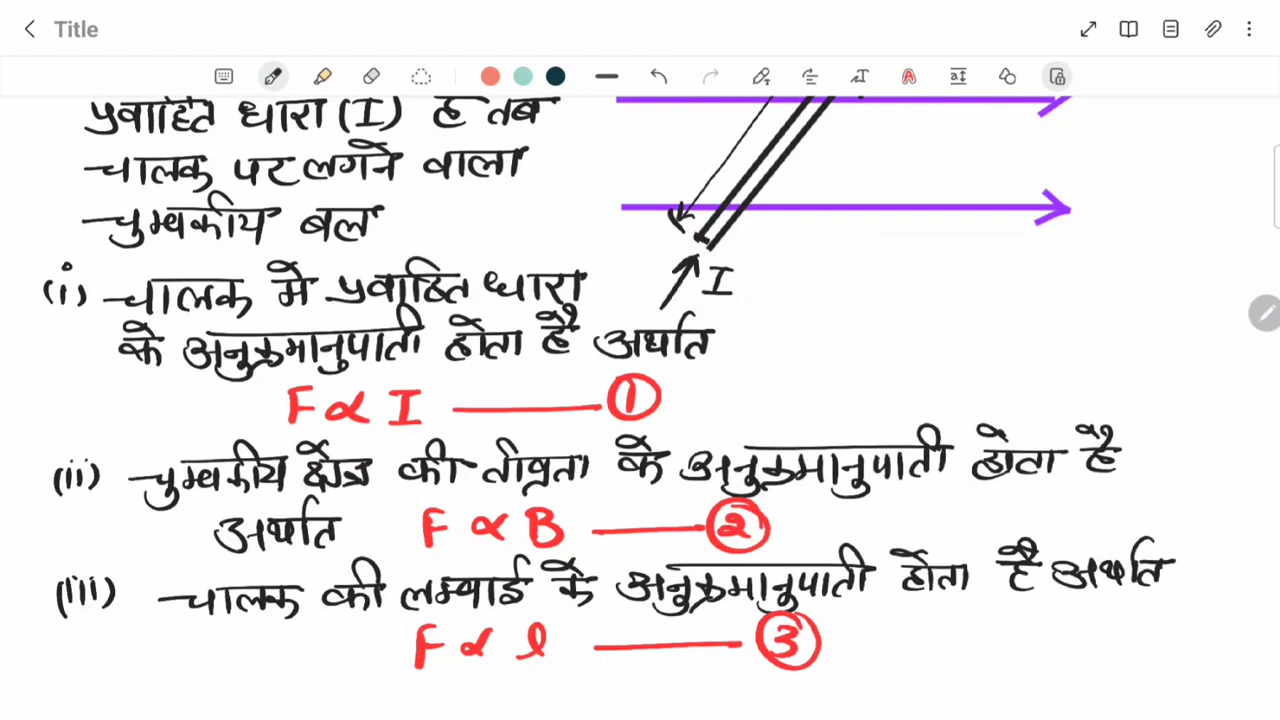 Title
प्रवाहित धारा (I) है तब
चालक पर लगने वाला
चुम्बकीय बल
I
(i) चालक में प्रवाहित धारा
के अनुक्रमानुपाती होता है अर्थात
F ∝ I ——— ①
(ii) चुम्बकीय क्षेत्र की तीव्रता के अनुक्रमानुपाती होता है
अर्थात F ∝ B ——— ②
(iii) चालक की लम्बाई के अनुक्रमानुपाती होता है अर्थात
F ∝ l ——— ③